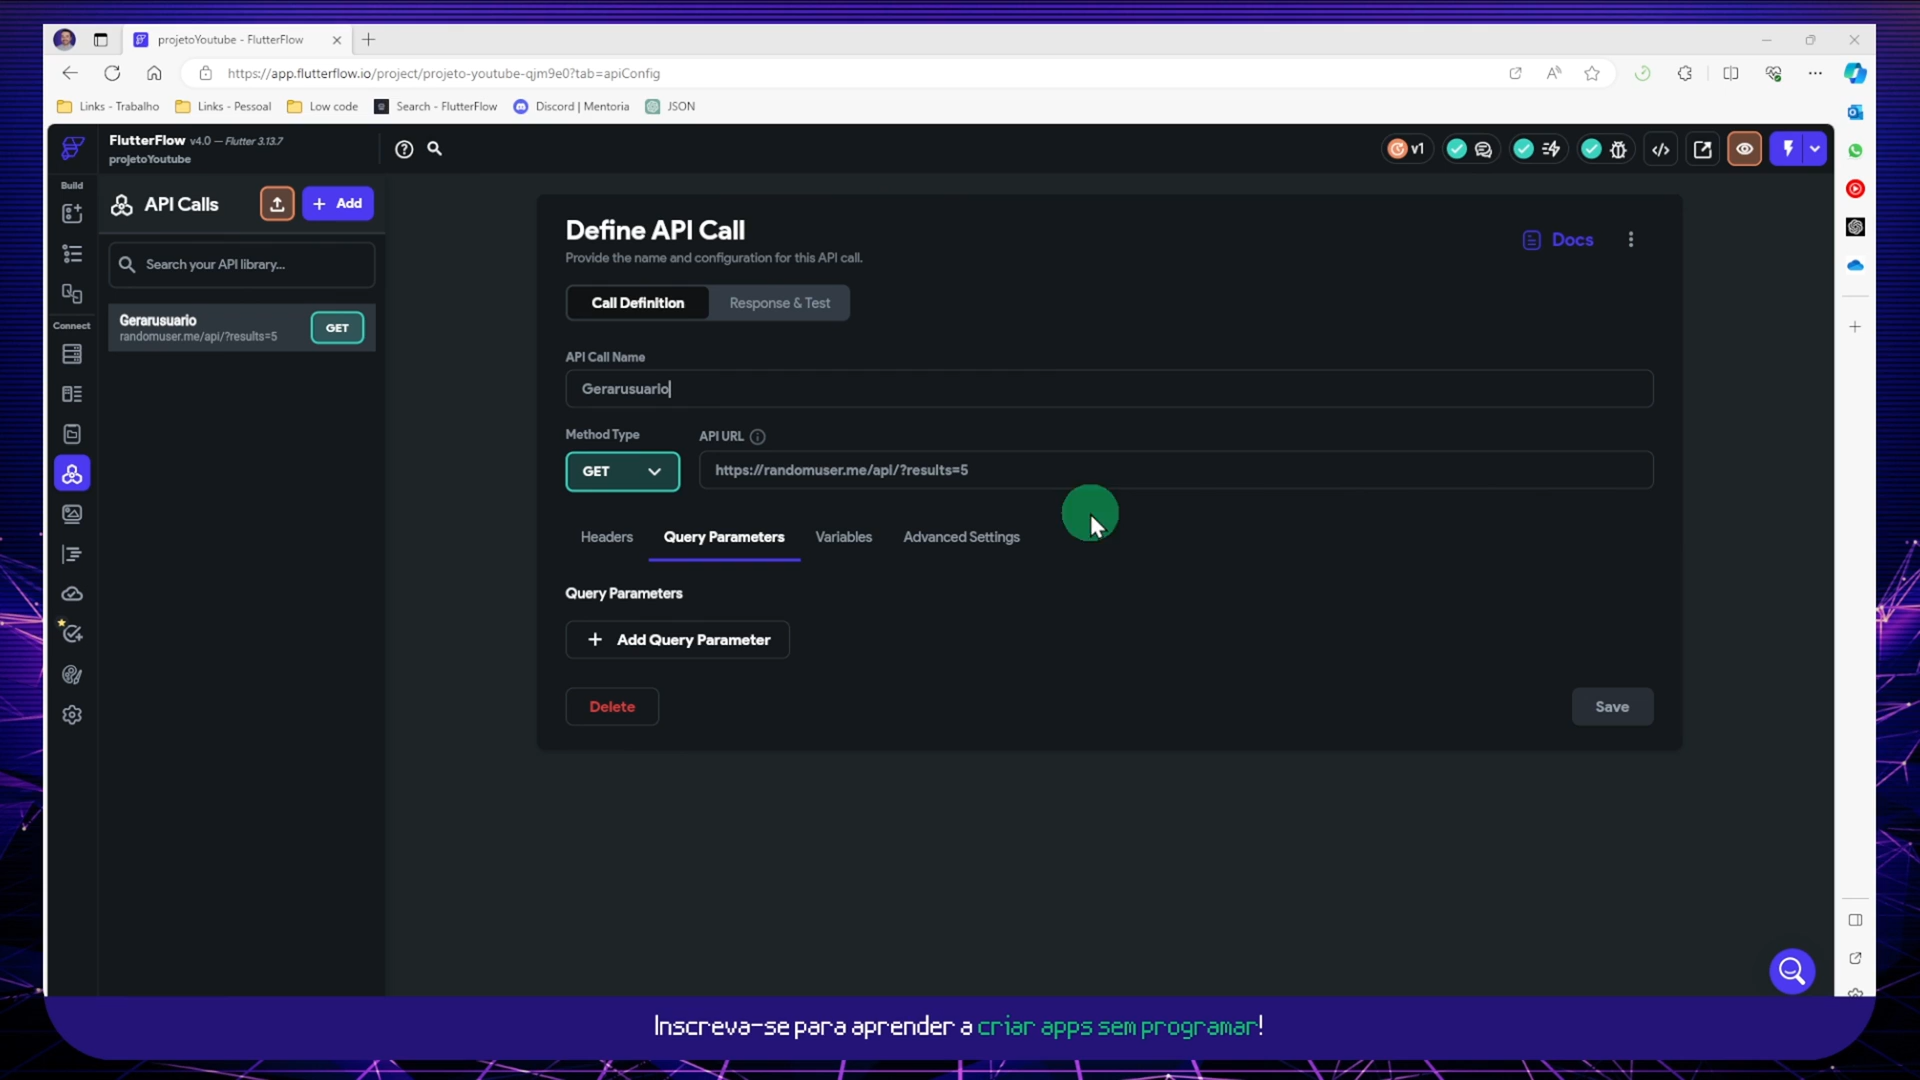 projetoYoutube - FlutterFlow
https://app.flutterflow.io/project/projeto-youtube-qjm9e0?tab=apiConfig
Links - Trabalho
Links - Pessoal
Low code
Search - FlutterFlow
Discord | Mentoria
JSON
FlutterFlow v4.0 — Flutter 3.13.7
projetoYoutube
v1
Build
API Calls
+ Add
Search your API library...
Gerarusuario
randomuser.me/api/?results=5
GET
Connect
Define API Call
Provide the name and configuration for this API call.
Docs
Call Definition
Response & Test
API Call Name
Gerarusuario
Method Type
API URL
GET
https://randomuser.me/api/?results=5
Headers
Query Parameters
Variables
Advanced Settings
Query Parameters
+ Add Query Parameter
Delete
Save
Inscreva-se para aprender a criar apps sem programar!